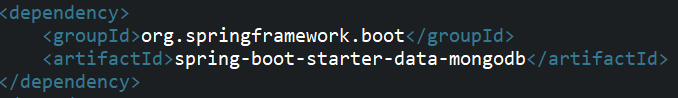 <dependency>
<groupId>org.springframework.boot</groupId>
<artifactId>spring-boot-starter-data-mongodb</artifactId>
</dependency>